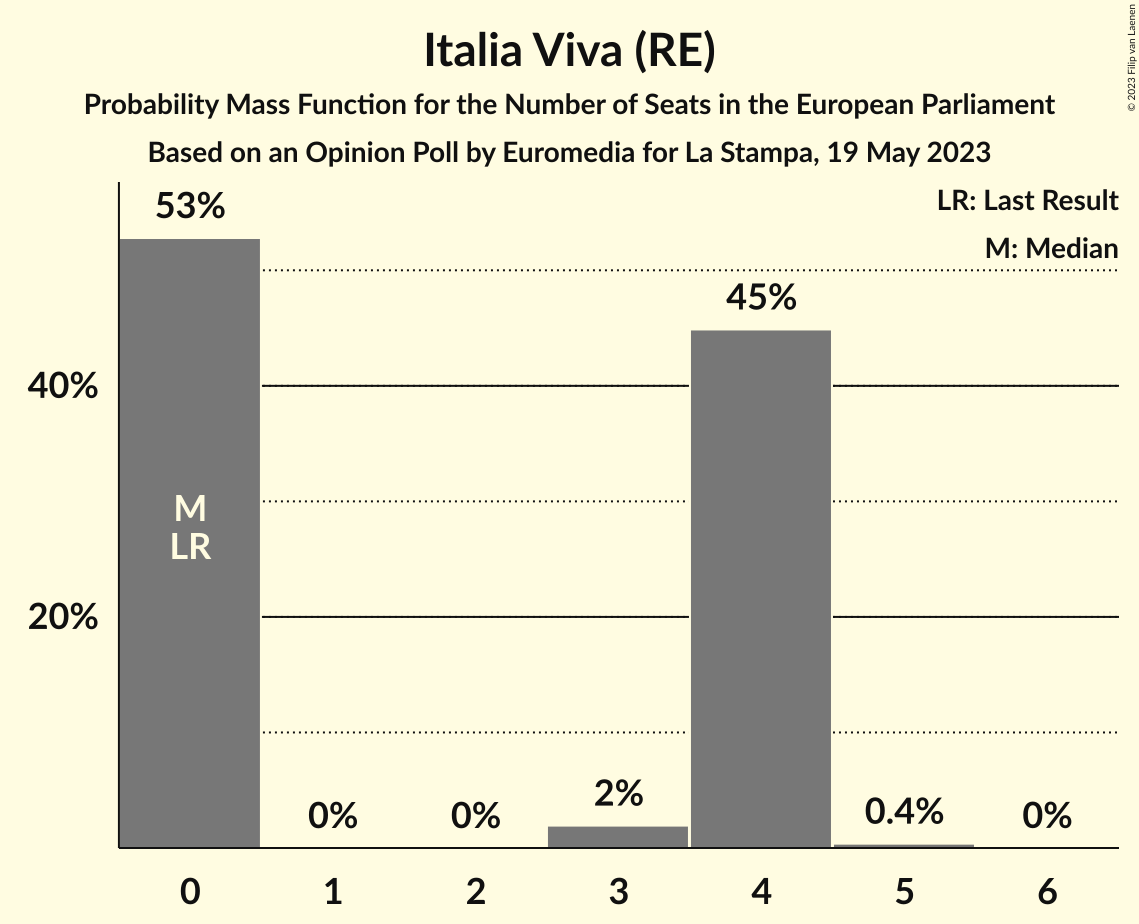 Italia Viva (RE)
Probability Mass Function for the Number of Seats in the European Parliament
Based on an Opinion Poll by Euromedia for La Stampa, 19 May 2023
© 2023 Filip van Laenen
LR: Last Result
M: Median
53%
45%
40%
M
LR
20%
0%
0%
2%
0.4%
0%
0 1 2 3 4 5 6